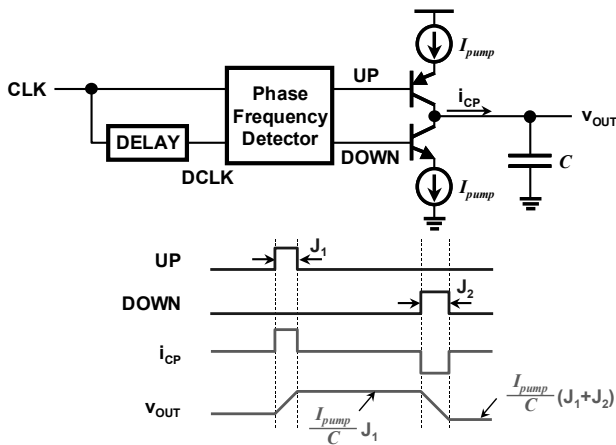 I_pump
UP
CLK
Phase
Frequency
Detector
i_CP
v_OUT
DELAY
DOWN
DCLK
C
I_pump
J_1
UP
DOWN
J_2
i_CP
v_OUT
I_pump/C J_1
I_pump/C (J_1+J_2)